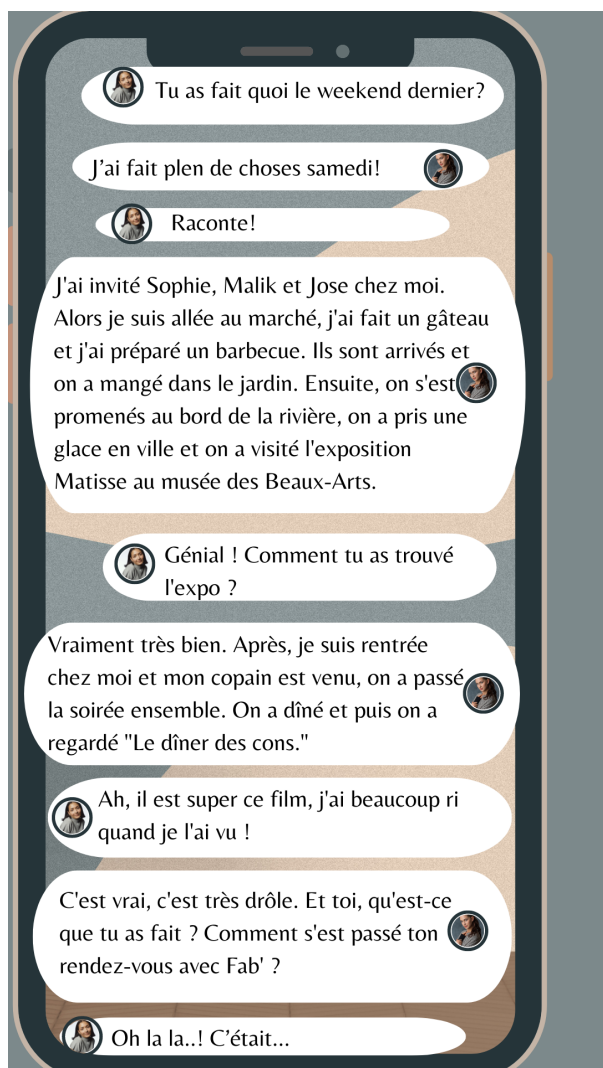 Tu as fait quoi le weekend dernier?
J'ai fait plen de choses samedi!
Raconte!
J'ai invité Sophie, Malik et Jose chez moi.
Alors je suis allée au marché, j'ai fait un gâteau
et j'ai préparé un barbecue. Ils sont arrivés et
on a mangé dans le jardin. Ensuite, on s'est
promenés au bord de la rivière, on a pris une
glace en ville et on a visité l'exposition
Matisse au musée des Beaux-Arts.
Génial ! Comment tu as trouvé
l'expo ?
Vraiment très bien. Après, je suis rentrée
chez moi et mon copain est venu, on a passé
la soirée ensemble. On a dîné et puis on a
regardé "Le dîner des cons."
Ah, il est super ce film, j'ai beaucoup ri
quand je l'ai vu !
C'est vrai, c'est très drôle. Et toi, qu'est-ce
que tu as fait ? Comment s'est passé ton
rendez-vous avec Fab' ?
Oh la la..! C'était...